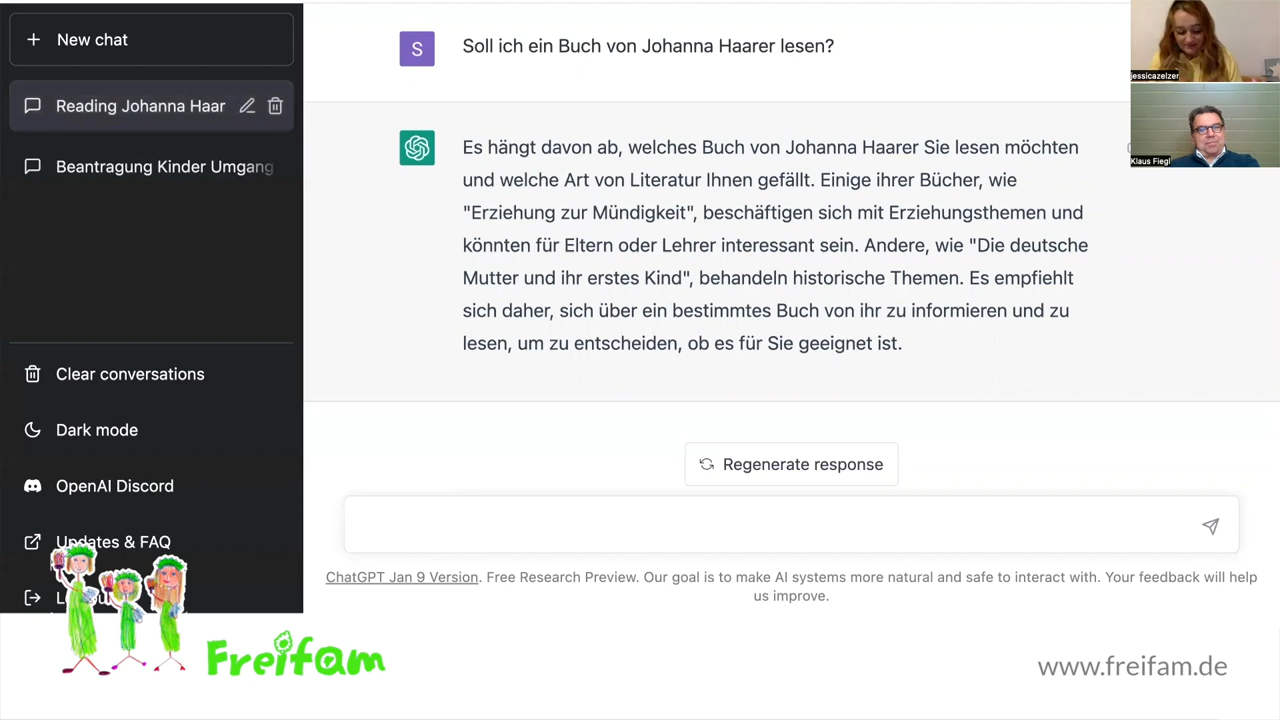 New chat
Reading Johanna Haar
Beantragung Kinder Umgang
Clear conversations
Dark mode
OpenAI Discord
Updates & FAQ
S
Soll ich ein Buch von Johanna Haarer lesen?
Es hängt davon ab, welches Buch von Johanna Haarer Sie lesen möchten
und welche Art von Literatur Ihnen gefällt. Einige ihrer Bücher, wie
"Erziehung zur Mündigkeit", beschäftigen sich mit Erziehungsthemen und
könnten für Eltern oder Lehrer interessant sein. Andere, wie "Die deutsche
Mutter und ihr erstes Kind", behandeln historische Themen. Es empfiehlt
sich daher, sich über ein bestimmtes Buch von ihr zu informieren und zu
lesen, um zu entscheiden, ob es für Sie geeignet ist.
jessicazelzer
Klaus Fiegl
Regenerate response
ChatGPT Jan 9 Version. Free Research Preview. Our goal is to make AI systems more natural and safe to interact with. Your feedback will help
us improve.
Freifam
www.freifam.de